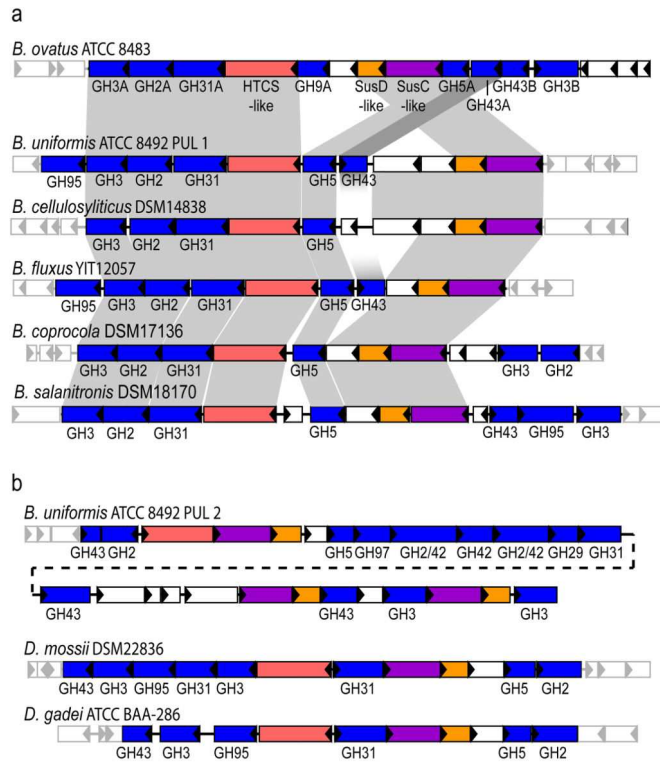 a
B. ovatus ATCC 8483
GH3A GH2A GH31A HTCS GH9A SusD SusC GH5A GH43B GH3B
-like -like -like GH43A
B. uniformis ATCC 8492 PUL 1
GH95 GH3 GH2 GH31 GH5 GH43
B. cellulosyliticus DSM14838
GH3 GH2 GH31 GH5
B. fluxus YIT12057
GH95 GH3 GH2 GH31 GH5 GH43
B. coprocola DSM17136
GH3 GH2 GH31 GH5 GH3 GH2
B. salanitronis DSM18170
GH3 GH2 GH31 GH5 GH43 GH95 GH3
b
B. uniformis ATCC 8492 PUL 2
GH43 GH2 GH5 GH97 GH2/42 GH42 GH2/42 GH29 GH31
GH43 GH43 GH3 GH3
D. mossii DSM22836
GH43 GH3 GH95 GH31 GH3 GH31 GH5 GH2
D. gadei ATCC BAA-286
GH43 GH3 GH95 GH31 GH5 GH2